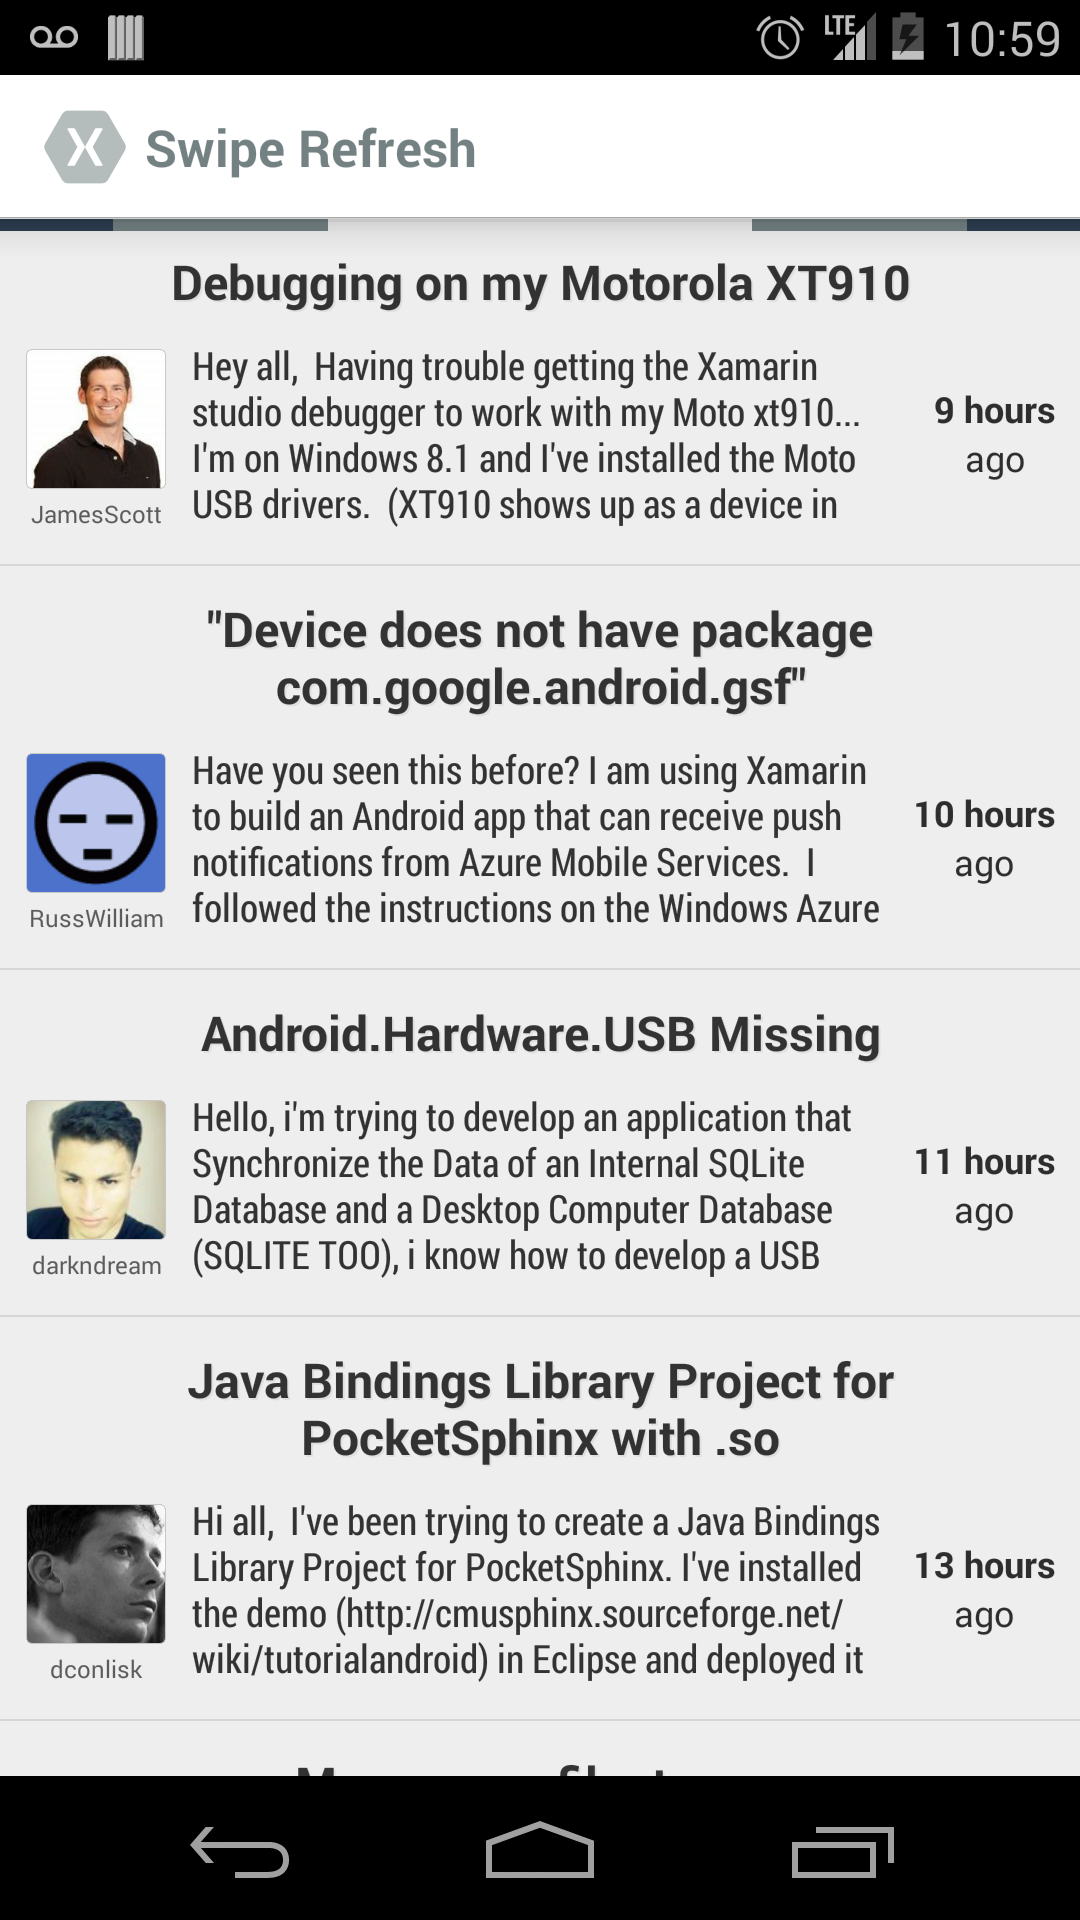 LTE 10:59
X Swipe Refresh
Debugging on my Motorola XT910
Hey all,  Having trouble getting the Xamarin
studio debugger to work with my Moto xt910...
I'm on Windows 8.1 and I've installed the Moto
USB drivers.  (XT910 shows up as a device in
9 hours
ago
JamesScott
"Device does not have package
com.google.android.gsf"
Have you seen this before? I am using Xamarin
to build an Android app that can receive push
notifications from Azure Mobile Services.  I
followed the instructions on the Windows Azure
10 hours
ago
RussWilliam
Android.Hardware.USB Missing
Hello, i'm trying to develop an application that
Synchronize the Data of an Internal SQLite
Database and a Desktop Computer Database
(SQLITE TOO), i know how to develop a USB
11 hours
ago
darkndream
Java Bindings Library Project for
PocketSphinx with .so
Hi all,  I've been trying to create a Java Bindings
Library Project for PocketSphinx. I've installed
the demo (http://cmusphinx.sourceforge.net/
wiki/tutorialandroid) in Eclipse and deployed it
13 hours
ago
dconlisk